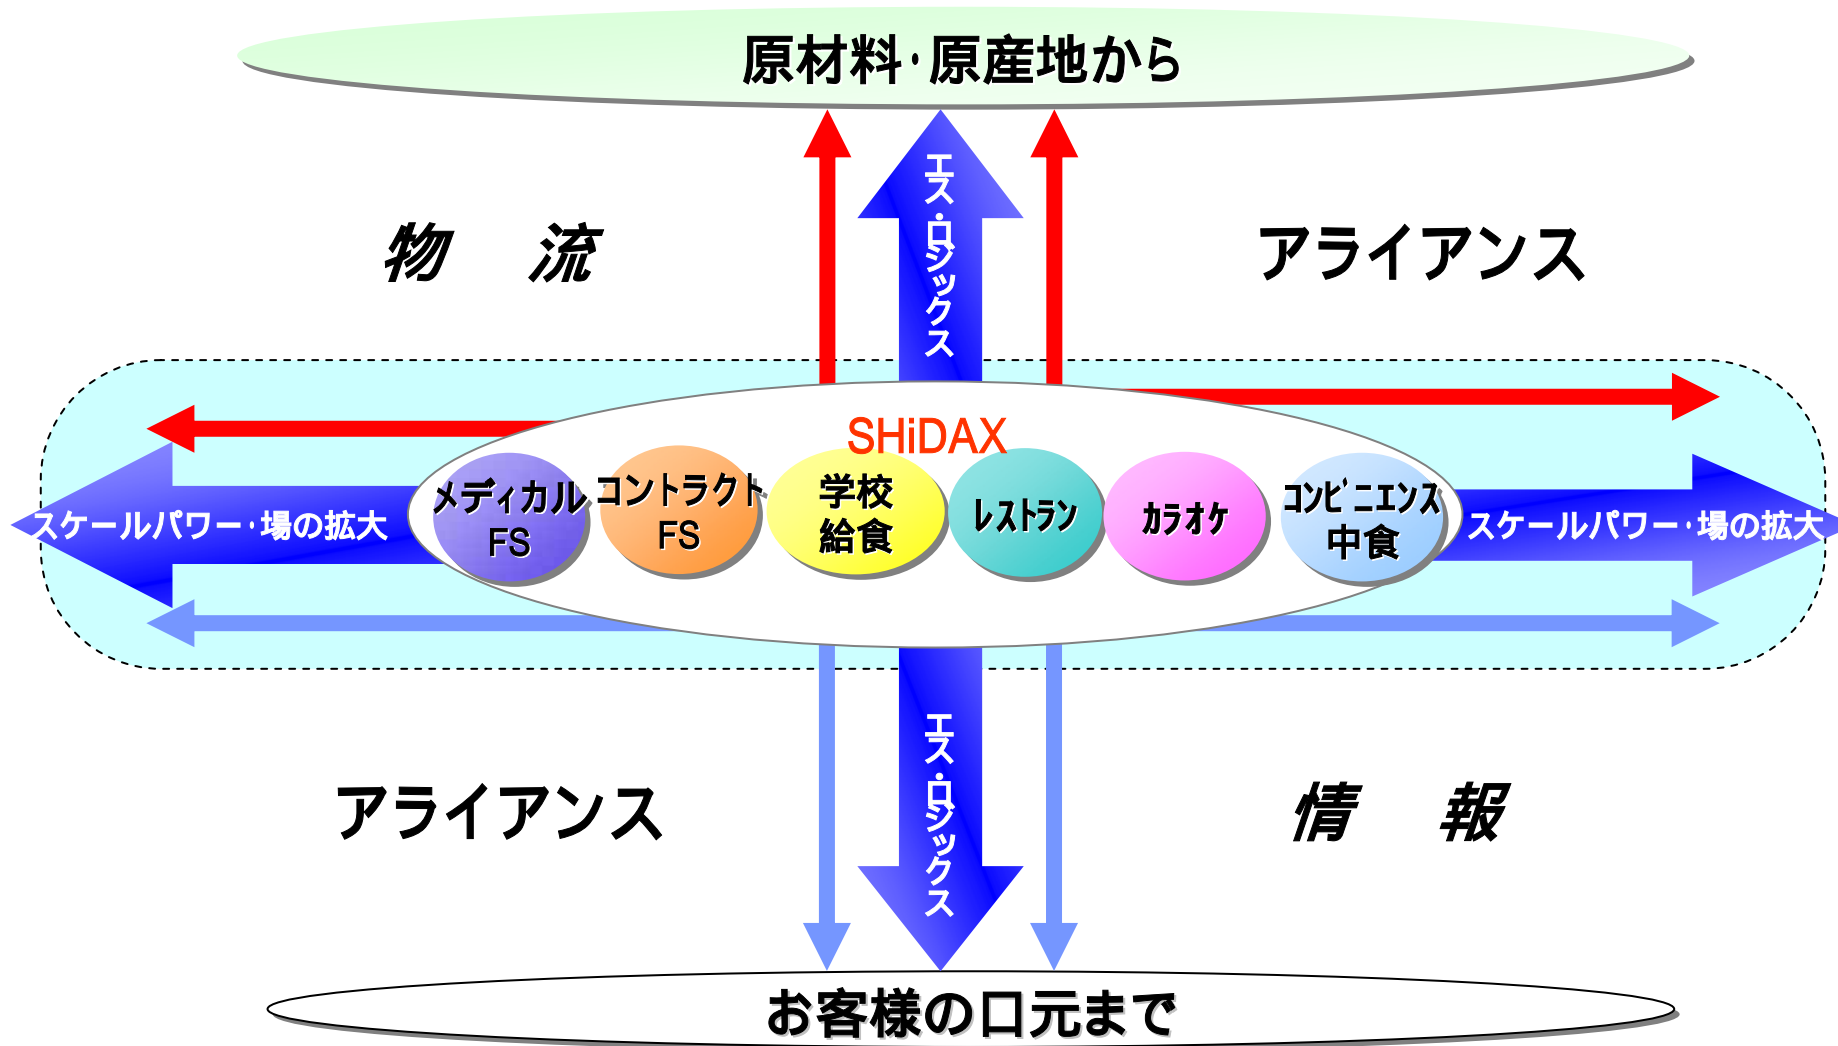 原材料・原産地から
エス・ロジックス
物 流
アライアンス
SHiDAX
メディカル
FS
コントラクト
FS
学校
給食
ﾚｽﾄﾗﾝ
ｶﾗｵｹ
ｺﾝﾋﾞﾆｴﾝｽ
中食
スケールパワー・場の拡大
スケールパワー・場の拡大
エス・ロジックス
アライアンス
情 報
お客様の口元まで